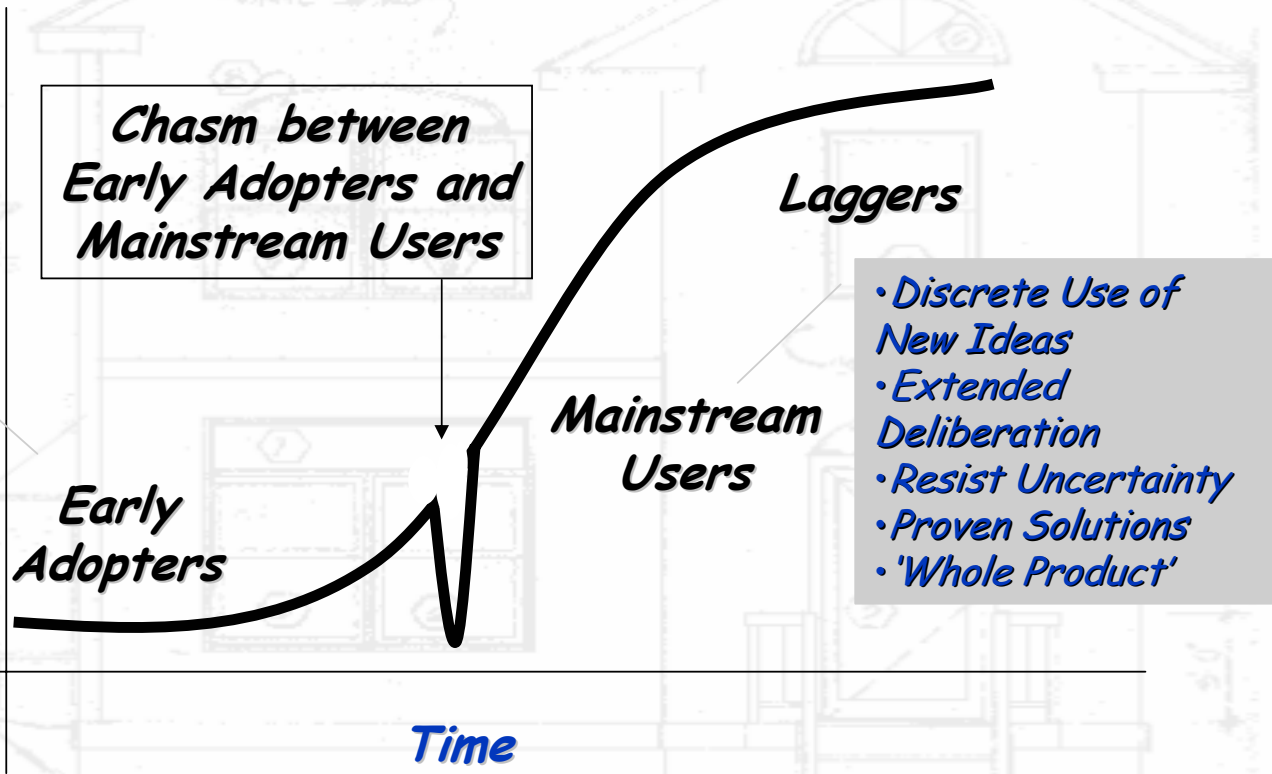 Chasm between
Early Adopters and
Mainstream Users
Laggers
•Discrete Use of
New Ideas
•Extended
Deliberation
•Resist Uncertainty
•Proven Solutions
•'Whole Product'
Mainstream
Users
Early
Adopters
Time